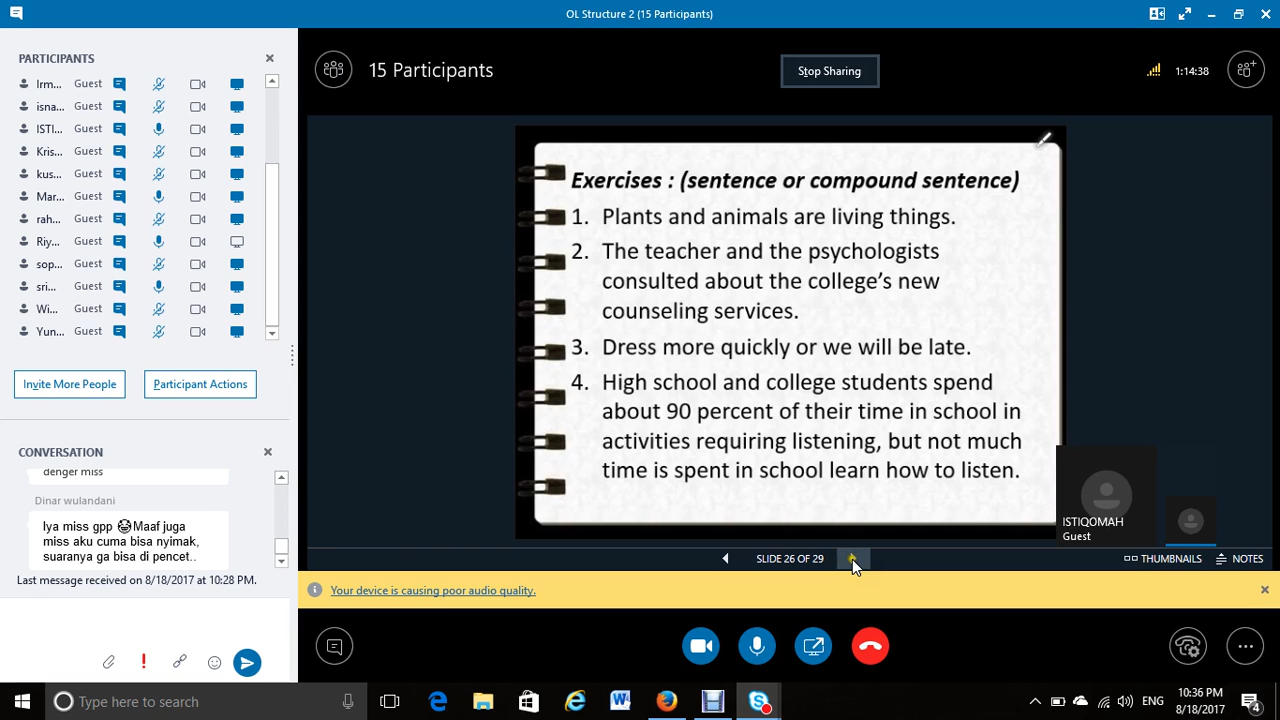 OL Structure 2 (15 Participants)
PARTICIPANTS
Irm... Guest
isna... Guest
ISTI... Guest
Kris... Guest
kus... Guest
Mar... Guest
rah... Guest
Riy... Guest
sop... Guest
sri... Guest
Wi... Guest
Yun... Guest
Invite More People
Participant Actions
CONVERSATION
denger miss
Dinar wulandani
Iya miss gpp 😂Maaf juga
miss aku cuma bisa nyimak,
suaranya ga bisa di pencet..
Last message received on 8/18/2017 at 10:28 PM.
15 Participants
Stop Sharing
1:14:38
Exercises : (sentence or compound sentence)
1. Plants and animals are living things.
2. The teacher and the psychologists
consulted about the college's new
counseling services.
3. Dress more quickly or we will be late.
4. High school and college students spend
about 90 percent of their time in school in
activities requiring listening, but not much
time is spent in school learn how to listen.
ISTIQOMAH
Guest
SLIDE 26 OF 29
THUMBNAILS
NOTES
Your device is causing poor audio quality.
Type here to search
ENG
10:36 PM
8/18/2017
4